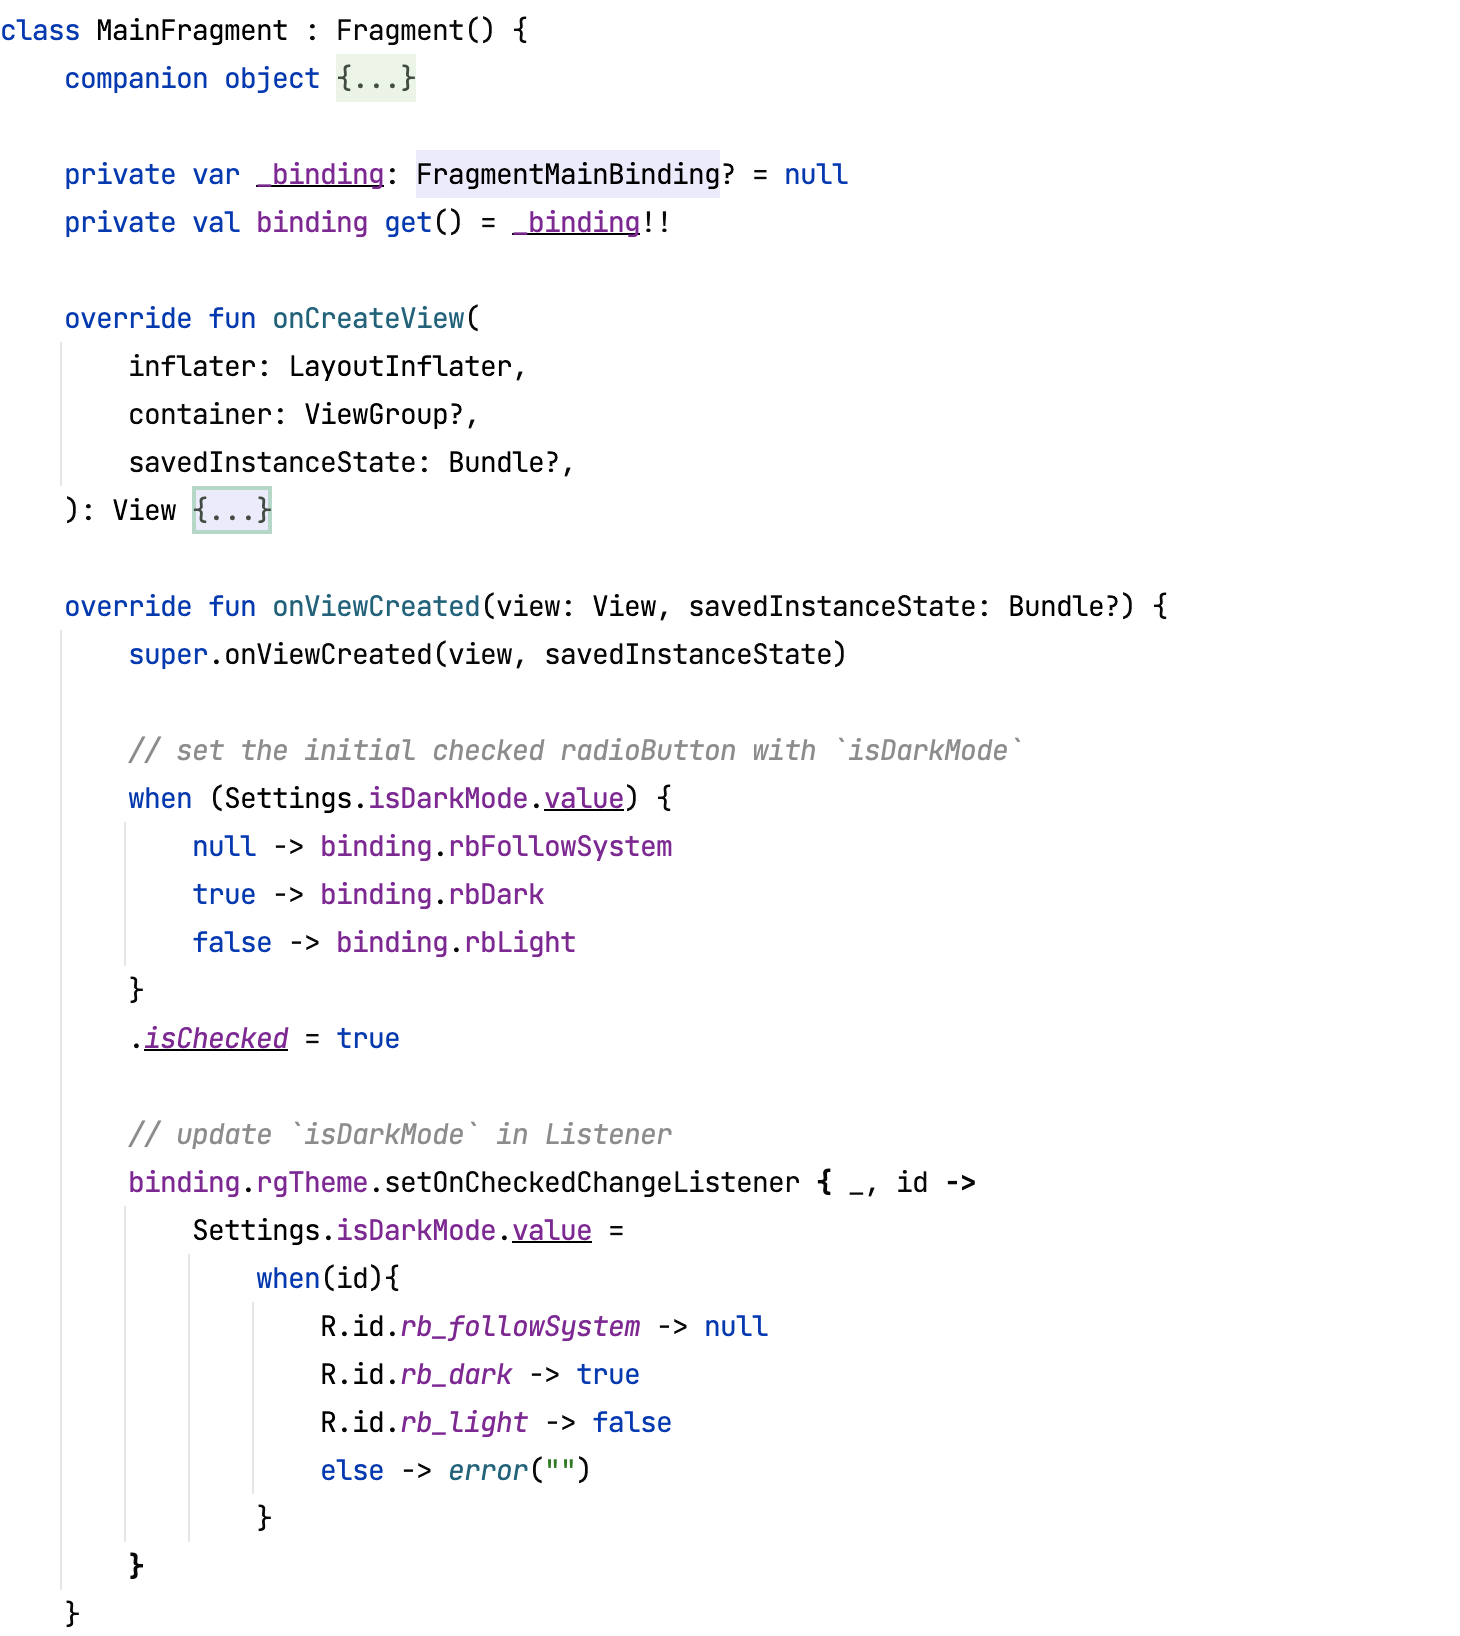 class MainFragment : Fragment() {
    companion object {...}

    private var _binding: FragmentMainBinding? = null
    private val binding get() = _binding!!

    override fun onCreateView(
        inflater: LayoutInflater,
        container: ViewGroup?,
        savedInstanceState: Bundle?,
    ): View {...}

    override fun onViewCreated(view: View, savedInstanceState: Bundle?) {
        super.onViewCreated(view, savedInstanceState)

        // set the initial checked radioButton with `isDarkMode`
        when (Settings.isDarkMode.value) {
            null -> binding.rbFollowSystem
            true -> binding.rbDark
            false -> binding.rbLight
        }
        .isChecked = true

        // update `isDarkMode` in Listener
        binding.rgTheme.setOnCheckedChangeListener { _, id ->
            Settings.isDarkMode.value =
                when(id){
                    R.id.rb_followSystem -> null
                    R.id.rb_dark -> true
                    R.id.rb_light -> false
                    else -> error("")
                }
        }
    }